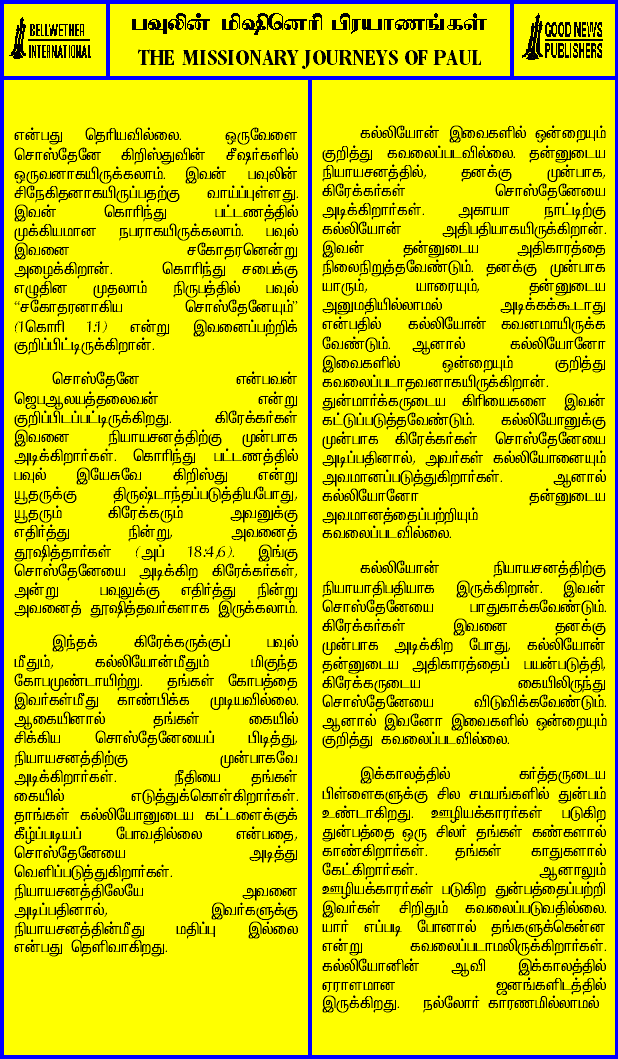 BELLWETHER
INTERNATIONAL
பவுலின் மிஷினெரி பிரயாணங்கள்
THE MISSIONARY JOURNEYS OF PAUL
GOOD NEWS
PUBLISHERS
என்பது தெரியவில்லை. ஒருவேளை
சொஸ்தேனே கிறிஸ்துவின் சீஷர்களில்
ஒருவனாகயிருக்கலாம். இவன் பவுலின்
சிநேகிதனாகயிருப்பதற்கு வாய்ப்புள்ளது.
இவன் கொரிந்து பட்டணத்தில்
முக்கியமான நபராகயிருக்கலாம். பவுல்
இவனை சகோதரனென்று
அழைக்கிறான். கொரிந்து சபைக்கு
எழுதின முதலாம் நிருபத்தில் பவுல்
“சகோதரனாகிய சொஸ்தேனேயும்”
(1கொரி 1:1) என்று இவனைப்பற்றிக்
குறிப்பிட்டிருக்கிறான்.
சொஸ்தேனே என்பவன்
ஜெபஆலயத்தலைவன் என்று
குறிப்பிடப்பட்டிருக்கிறது. கிரேக்கர்கள்
இவனை நியாயசனத்திற்கு முன்பாக
அடிக்கிறார்கள். கொரிந்து பட்டணத்தில்
பவுல் இயேசுவே கிறிஸ்து என்று
யூதருக்கு திருஷ்டாந்தப்படுத்தியபோது,
யூதரும் கிரேக்கரும் அவனுக்கு
எதிர்த்து நின்று, அவனைத்
தூஷித்தார்கள் (அப் 18:4,6). இங்கு
சொஸ்தேனேயை அடிக்கிற கிரேக்கர்கள்,
அன்று பவுலுக்கு எதிர்த்து நின்று
அவனைத் தூஷித்தவர்களாக இருக்கலாம்.
இந்தக் கிரேக்கருக்குப் பவுல்
மீதும், கல்லியோன்மீதும் மிகுந்த
கோபமுண்டாயிற்று. தங்கள் கோபத்தை
இவர்கள்மீது காண்பிக்க முடியவில்லை.
ஆகையினால் தங்கள் கையில்
சிக்கிய சொஸ்தேனேயைப் பிடித்து,
நியாயசனத்திற்கு முன்பாகவே
அடிக்கிறார்கள். நீதியை தங்கள்
கையில் எடுத்துக்கொள்கிறார்கள்.
தாங்கள் கல்லியோனுடைய கட்டளைக்குக்
கீழ்ப்படியப் போவதில்லை என்பதை,
சொஸ்தேனேயை அடித்து
வெளிப்படுத்துகிறார்கள்.
நியாயசனத்திலேயே அவனை
அடிப்பதினால், இவர்களுக்கு
நியாயசனத்தின்மீது மதிப்பு இல்லை
என்பது தெளிவாகிறது.
கல்லியோன் இவைகளில் ஒன்றையும்
குறித்து கவலைப்படவில்லை. தன்னுடைய
நியாயசனத்தில், தனக்கு முன்பாக,
கிரேக்கர்கள் சொஸ்தேனேயை
அடிக்கிறார்கள். அகாயா நாட்டிற்கு
கல்லியோன் அதிபதியாகயிருக்கிறான்.
இவன் தன்னுடைய அதிகாரத்தை
நிலைநிறுத்தவேண்டும். தனக்கு முன்பாக
யாரும், யாரையும், தன்னுடைய
அனுமதியில்லாமல் அடிக்கக்கூடாது
என்பதில் கல்லியோன் கவனமாயிருக்க
வேண்டும். ஆனால் கல்லியோனோ
இவைகளில் ஒன்றையும் குறித்து
கவலைப்படாதவனாகயிருக்கிறான்.
துன்மார்க்கருடைய கிரியைகளை இவன்
கட்டுப்படுத்தவேண்டும். கல்லியோனுக்கு
முன்பாக கிரேக்கர்கள் சொஸ்தேனேயை
அடிப்பதினால், அவர்கள் கல்லியோனையும்
அவமானப்படுத்துகிறார்கள். ஆனால்
கல்லியோனோ தன்னுடைய
அவமானத்தைப்பற்றியும்
கவலைப்படவில்லை.
கல்லியோன் நியாயசனத்திற்கு
நியாயாதிபதியாக இருக்கிறான். இவன்
சொஸ்தேனேயை பாதுகாக்கவேண்டும்.
கிரேக்கர்கள் இவனை தனக்கு
முன்பாக அடிக்கிற போது, கல்லியோன்
தன்னுடைய அதிகாரத்தைப் பயன்படுத்தி,
கிரேக்கருடைய கையிலிருந்து
சொஸ்தேனேயை விடுவிக்கவேண்டும்.
ஆனால் இவனோ இவைகளில் ஒன்றையும்
குறித்து கவலைப்படவில்லை.
இக்காலத்தில் கர்த்தருடைய
பிள்ளைகளுக்கு சில சமயங்களில் துன்பம்
உண்டாகிறது. ஊழியக்காரர்கள் படுகிற
துன்பத்தை ஒரு சிலர் தங்கள் கண்களால்
காண்கிறார்கள். தங்கள் காதுகளால்
கேட்கிறார்கள். ஆனாலும்
ஊழியக்காரர்கள் படுகிற துன்பத்தைப்பற்றி
இவர்கள் சிறிதும் கவலைப்படுவதில்லை.
யார் எப்படி போனால் தங்களுக்கென்ன
என்று கவலைப்படாமலிருக்கிறார்கள்.
கல்லியோனின் ஆவி இக்காலத்தில்
ஏராளமான ஜனங்களிடத்தில்
இருக்கிறது. நல்லோர் காரணமில்லாமல்